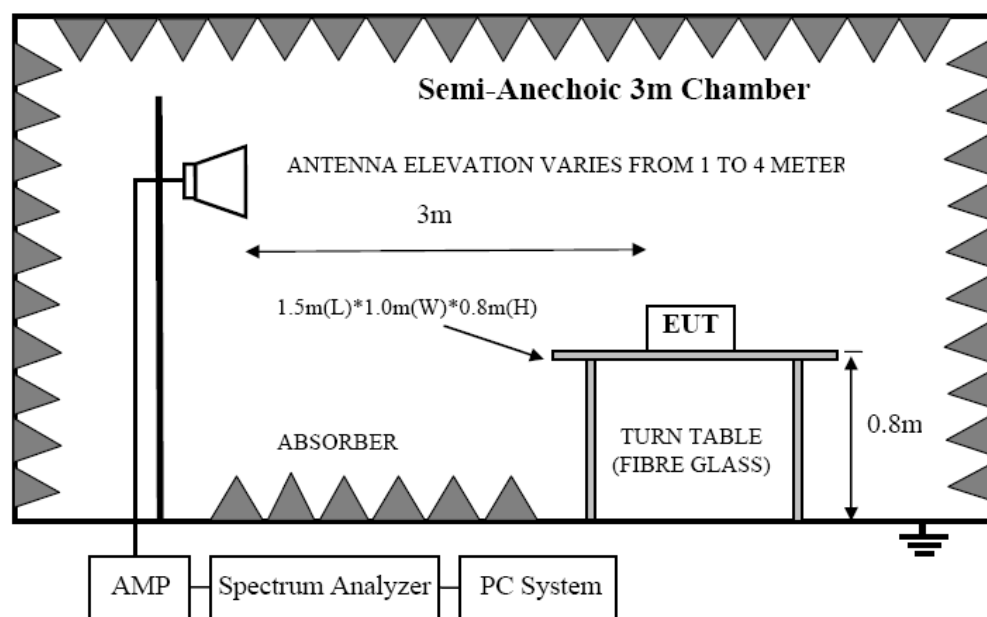 Semi-Anechoic 3m Chamber
ANTENNA ELEVATION VARIES FROM 1 TO 4 METER
3m
1.5m(L)*1.0m(W)*0.8m(H)
EUT
ABSORBER
TURN TABLE
(FIBRE GLASS)
0.8m
AMP
Spectrum Analyzer
PC System